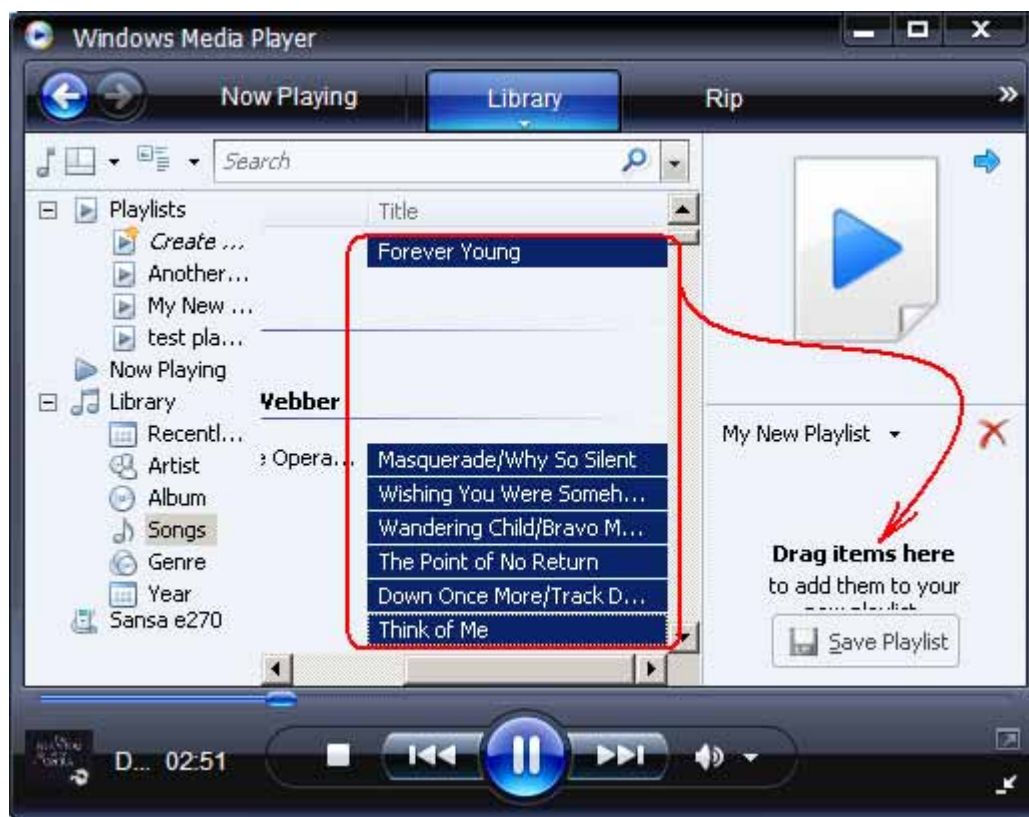 Windows Media Player
Now Playing
Library
Rip
»
Search
Playlists
Create ...
Another...
My New ...
test pla...
Now Playing
Library
Recentl...
Artist
Album
Songs
Genre
Year
Sansa e270
Title
Forever Young
Vebber
e Opera...
Masquerade/Why So Silent
Wishing You Were Someh...
Wandering Child/Bravo M...
The Point of No Return
Down Once More/Track D...
Think of Me
My New Playlist
Drag items here
to add them to your
new playlist
Save Playlist
D... 02:51